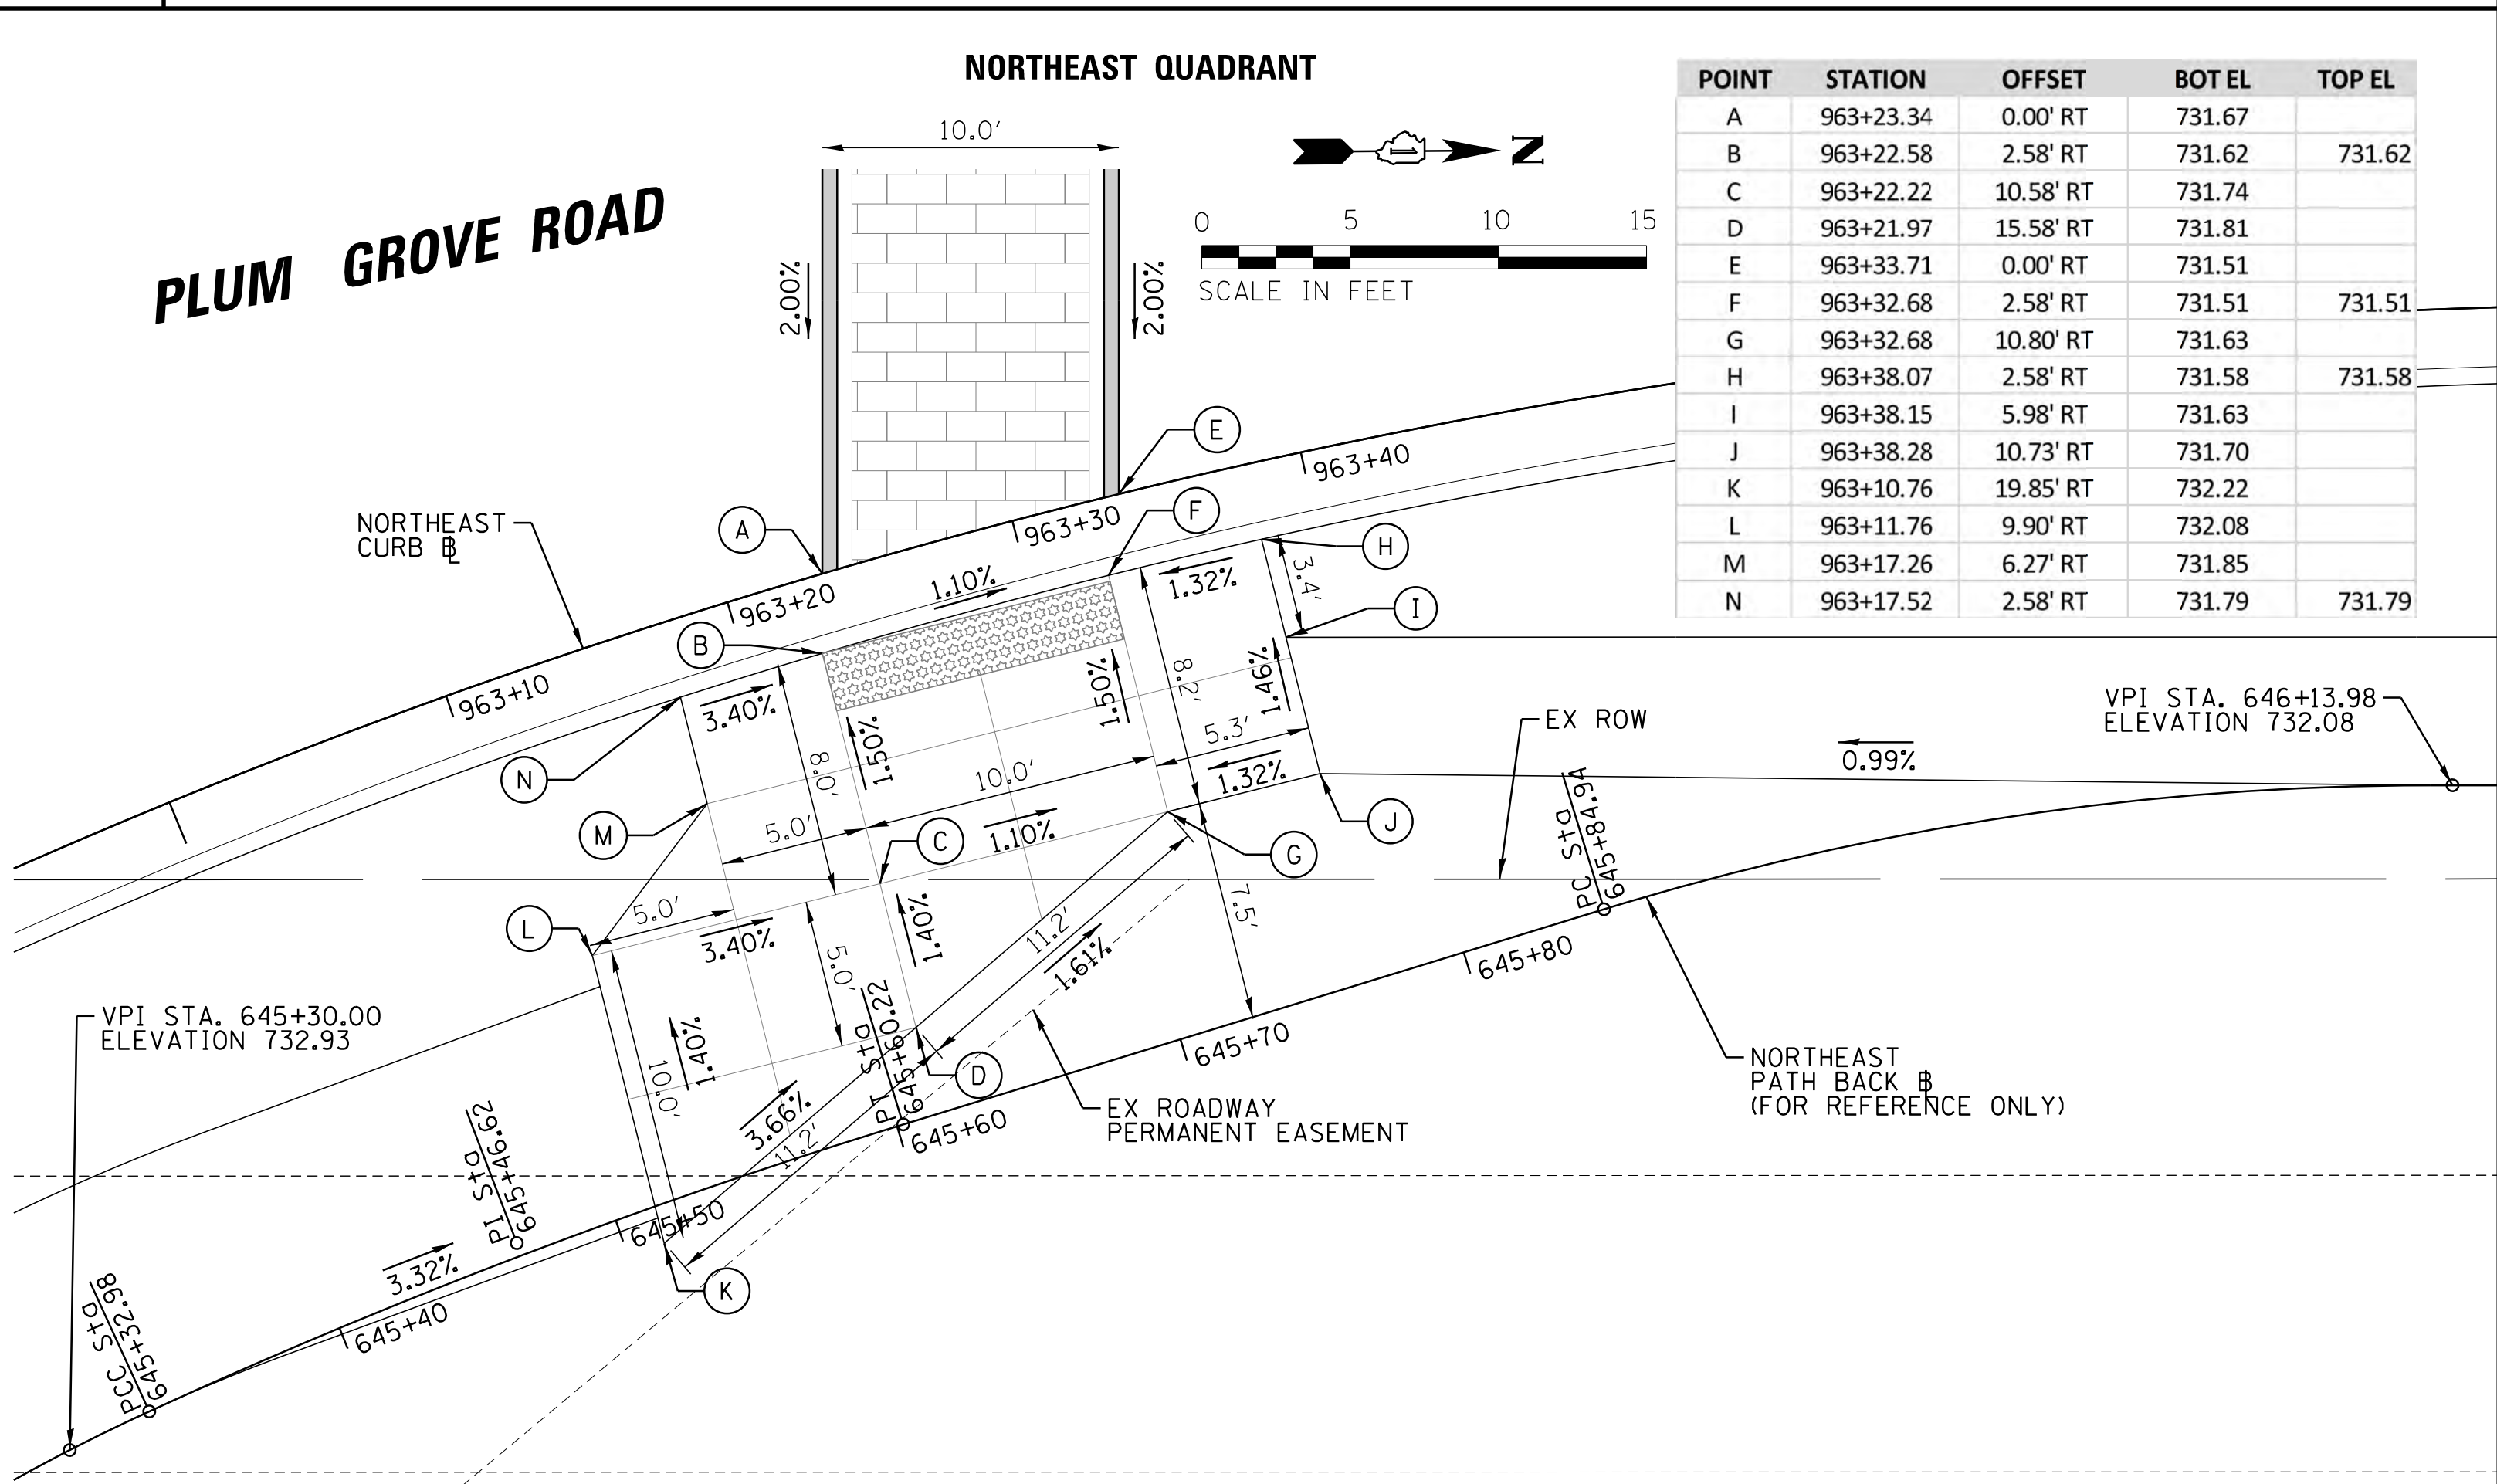 NORTHEAST QUADRANT
PLUM GROVE ROAD
10.0'
2.00%
2.00%
N
0 5 10 15
SCALE IN FEET
POINT STATION OFFSET BOT EL TOP EL
A 963+23.34 0.00' RT 731.67
B 963+22.58 2.58' RT 731.62 731.62
C 963+22.22 10.58' RT 731.74
D 963+21.97 15.58' RT 731.81
E 963+33.71 0.00' RT 731.51
F 963+32.68 2.58' RT 731.51 731.51
G 963+32.68 10.80' RT 731.63
H 963+38.07 2.58' RT 731.58 731.58
I 963+38.15 5.98' RT 731.63
J 963+38.28 10.73' RT 731.70
K 963+10.76 19.85' RT 732.22
L 963+11.76 9.90' RT 732.08
M 963+17.26 6.27' RT 731.85
N 963+17.52 2.58' RT 731.79 731.79
NORTHEAST
CURB BL
963+10
963+20
963+30
963+40
A
E
F
H
I
B
N
M
L
C
G
J
D
K
1.10%
1.32%
3.4'
3.40%
8.0'
1.50%
1.50%
8.2'
1.46%
5.3'
10.0'
1.32%
5.0'
1.10%
5.0'
3.40%
5.0'
1.40%
11.2'
1.61%
7.5'
10.0'
1.40%
3.66%
11.2'
EX ROW
0.99%
VPI STA. 646+13.98
ELEVATION 732.08
PC Sta
645+84.94
645+80
645+70
645+60
645+50
645+40
PI Sta
645+60.22
PI Sta
645+46.62
PCC Sta
645+32.98
3.32%
VPI STA. 645+30.00
ELEVATION 732.93
EX ROADWAY
PERMANENT EASEMENT
NORTHEAST
PATH BACK BL
(FOR REFERENCE ONLY)